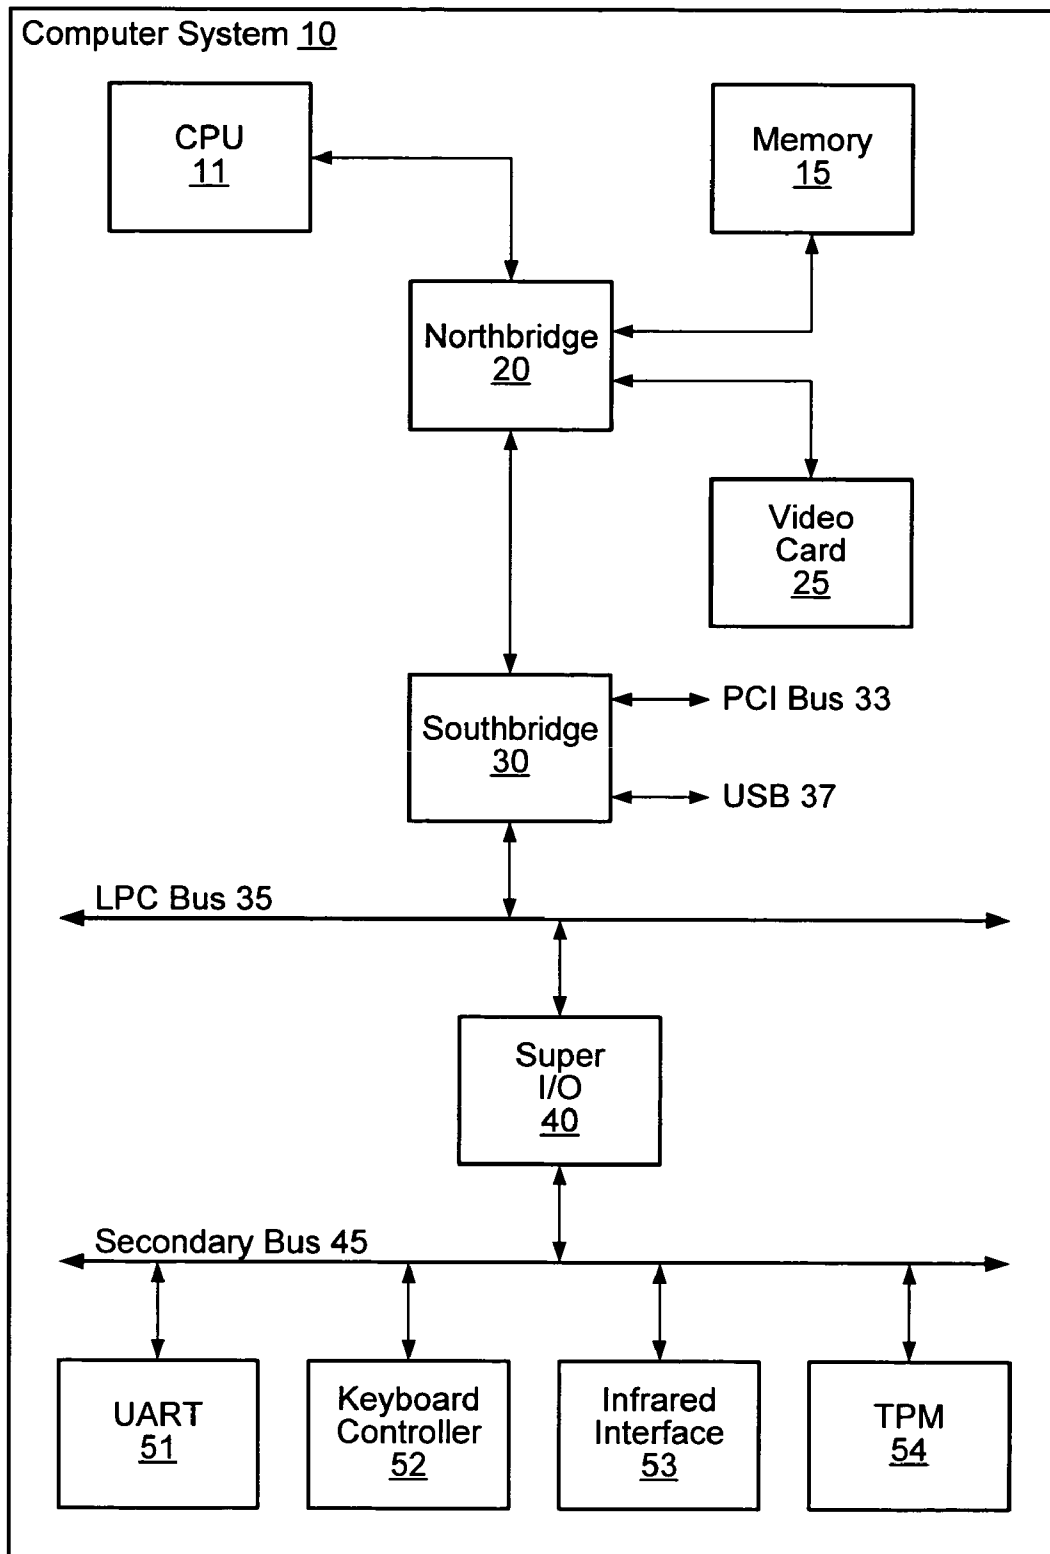 Computer System 10
CPU
11
Memory
15
Northbridge
20
Video
Card
25
Southbridge
30
PCI Bus 33
USB 37
LPC Bus 35
Super
I/O
40
Secondary Bus 45
UART
51
Keyboard
Controller
52
Infrared
Interface
53
TPM
54